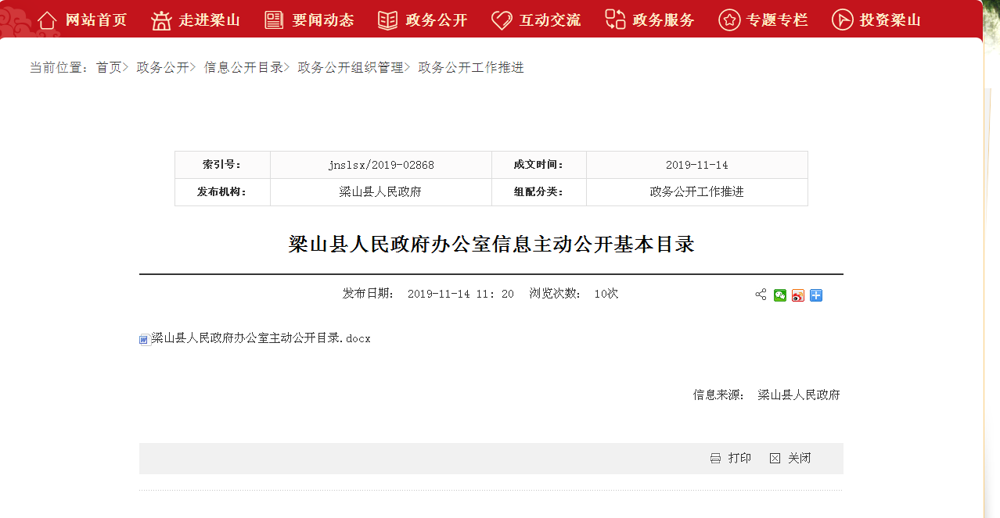 网站首页 走进梁山 要闻动态 政务公开 互动交流 政务服务 专题专栏 投资梁山
当前位置：首页> 政务公开> 信息公开目录> 政务公开组织管理> 政务公开工作推进
索引号： jnslsx/2019-02868 成文时间： 2019-11-14
发布机构： 梁山县人民政府 组配分类： 政务公开工作推进
梁山县人民政府办公室信息主动公开基本目录
发布日期： 2019-11-14 11：20 浏览次数： 10次
梁山县人民政府办公室主动公开目录.docx
信息来源： 梁山县人民政府
打印 关闭